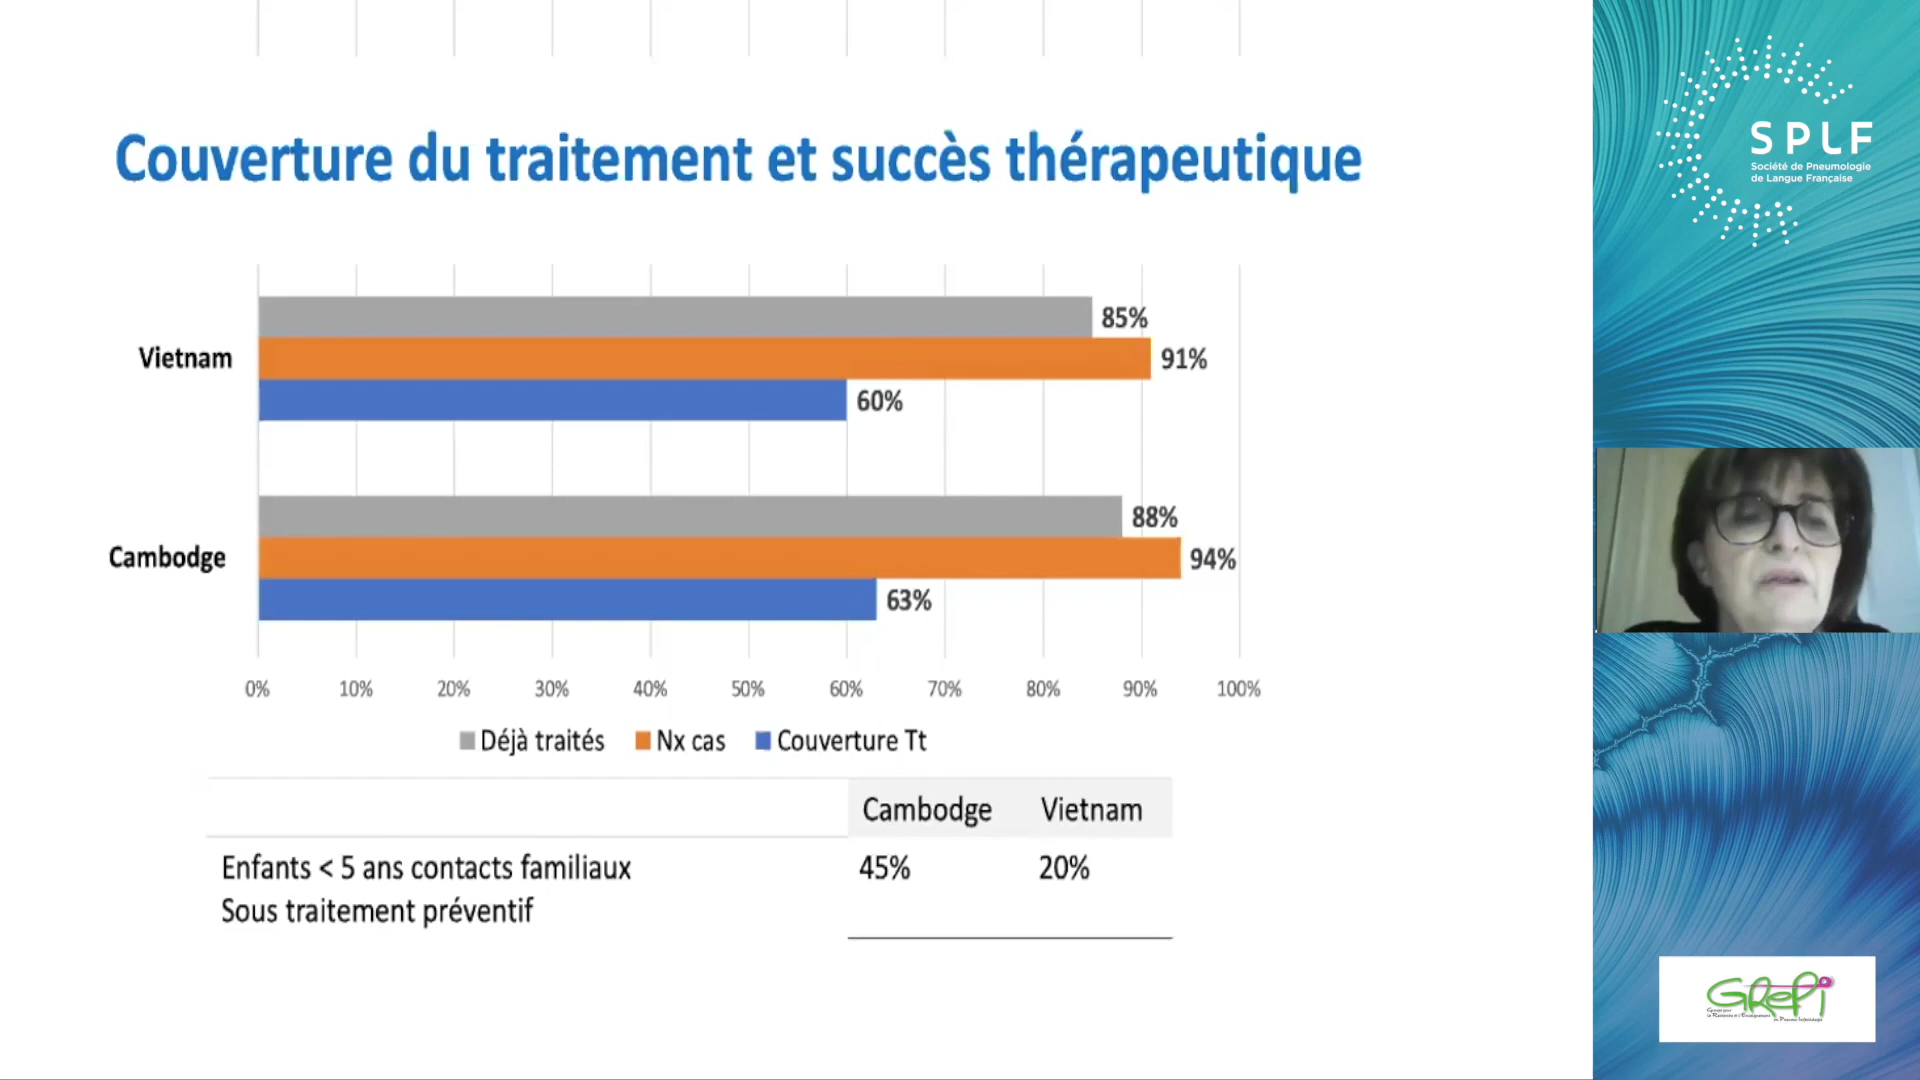 Couverture du traitement et succès thérapeutique
Vietnam
85%
91%
60%
Cambodge
88%
94%
63%
0% 10% 20% 30% 40% 50% 60% 70% 80% 90% 100%
Déjà traités Nx cas Couverture Tt
Cambodge Vietnam
Enfants < 5 ans contacts familiaux 45% 20%
Sous traitement préventif
SPLF
Société de Pneumologie
de Langue Française
GREPI